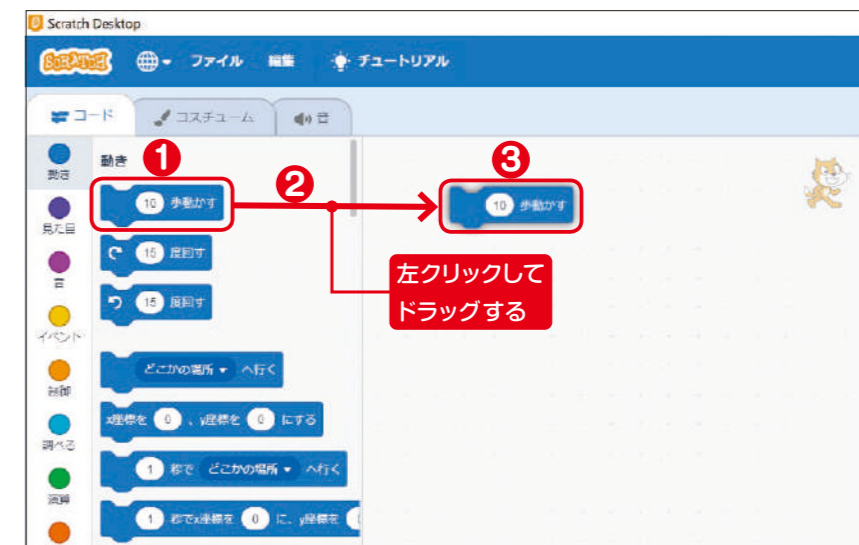 Scratch Desktop
SCRATCH ファイル 編集 チュートリアル
コード コスチューム 音
動き
見た目
音
イベント
制御
調べる
演算
動き
❶
❷
❸
10 歩動かす
15 度回す
15 度回す
どこかの場所 へ行く
x座標を 0 、y座標を 0 にする
1 秒で どこかの場所 へ行く
1 秒でx座標を 0 に、y座標を
10 歩動かす
左クリックして
ドラッグする